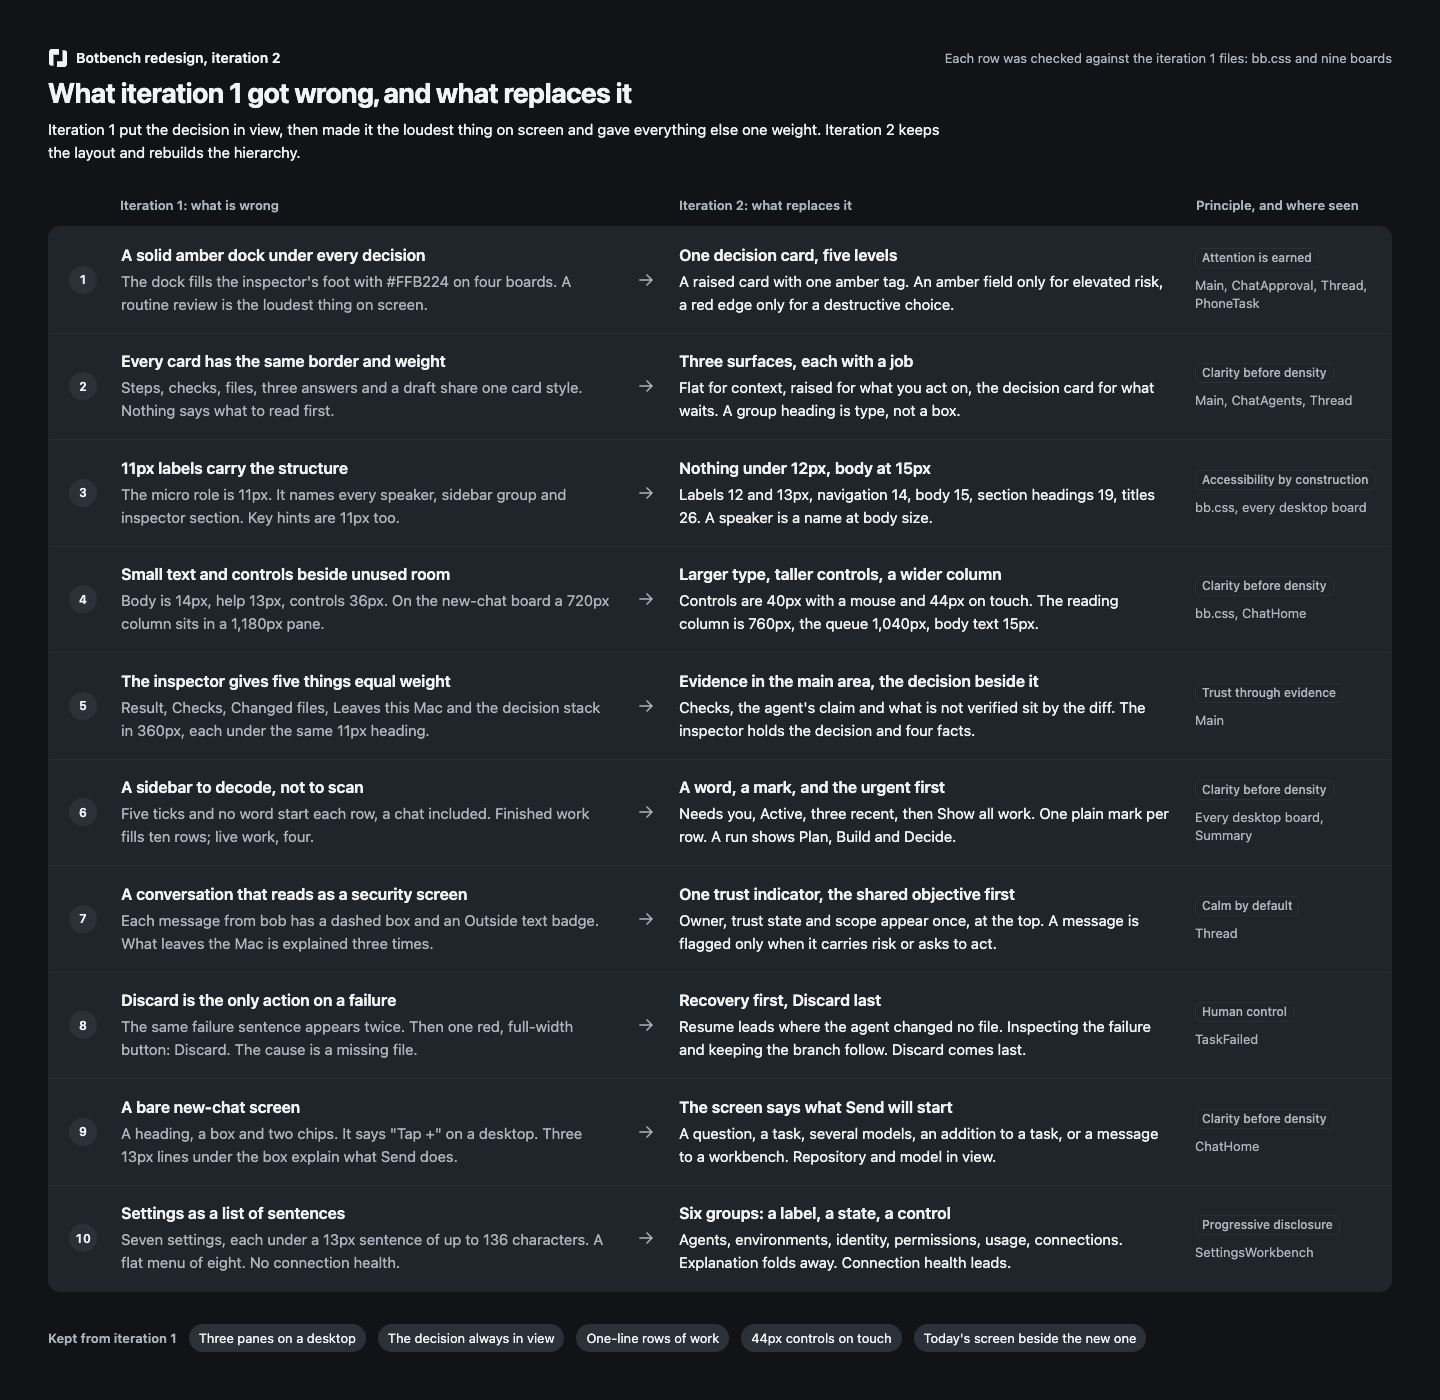 Botbench redesign, iteration 2
Each row was checked against the iteration 1 files: bb.css and nine boards
What iteration 1 got wrong, and what replaces it
Iteration 1 put the decision in view, then made it the loudest thing on screen and gave everything else one weight. Iteration 2 keeps
the layout and rebuilds the hierarchy.
Iteration 1: what is wrong
Iteration 2: what replaces it
Principle, and where seen
1
A solid amber dock under every decision
The dock fills the inspector's foot with #FFB224 on four boards. A
routine review is the loudest thing on screen.
→
One decision card, five levels
A raised card with one amber tag. An amber field only for elevated risk,
a red edge only for a destructive choice.
Attention is earned
Main, ChatApproval, Thread,
PhoneTask
2
Every card has the same border and weight
Steps, checks, files, three answers and a draft share one card style.
Nothing says what to read first.
→
Three surfaces, each with a job
Flat for context, raised for what you act on, the decision card for what
waits. A group heading is type, not a box.
Clarity before density
Main, ChatAgents, Thread
3
11px labels carry the structure
The micro role is 11px. It names every speaker, sidebar group and
inspector section. Key hints are 11px too.
→
Nothing under 12px, body at 15px
Labels 12 and 13px, navigation 14, body 15, section headings 19, titles
26. A speaker is a name at body size.
Accessibility by construction
bb.css, every desktop board
4
Small text and controls beside unused room
Body is 14px, help 13px, controls 36px. On the new-chat board a 720px
column sits in a 1,180px pane.
→
Larger type, taller controls, a wider column
Controls are 40px with a mouse and 44px on touch. The reading
column is 760px, the queue 1,040px, body text 15px.
Clarity before density
bb.css, ChatHome
5
The inspector gives five things equal weight
Result, Checks, Changed files, Leaves this Mac and the decision stack
in 360px, each under the same 11px heading.
→
Evidence in the main area, the decision beside it
Checks, the agent's claim and what is not verified sit by the diff. The
inspector holds the decision and four facts.
Trust through evidence
Main
6
A sidebar to decode, not to scan
Five ticks and no word start each row, a chat included. Finished work
fills ten rows; live work, four.
→
A word, a mark, and the urgent first
Needs you, Active, three recent, then Show all work. One plain mark per
row. A run shows Plan, Build and Decide.
Clarity before density
Every desktop board,
Summary
7
A conversation that reads as a security screen
Each message from bob has a dashed box and an Outside text badge.
What leaves the Mac is explained three times.
→
One trust indicator, the shared objective first
Owner, trust state and scope appear once, at the top. A message is
flagged only when it carries risk or asks to act.
Calm by default
Thread
8
Discard is the only action on a failure
The same failure sentence appears twice. Then one red, full-width
button: Discard. The cause is a missing file.
→
Recovery first, Discard last
Resume leads where the agent changed no file. Inspecting the failure
and keeping the branch follow. Discard comes last.
Human control
TaskFailed
9
A bare new-chat screen
A heading, a box and two chips. It says "Tap +" on a desktop. Three
13px lines under the box explain what Send does.
→
The screen says what Send will start
A question, a task, several models, an addition to a task, or a message
to a workbench. Repository and model in view.
Clarity before density
ChatHome
10
Settings as a list of sentences
Seven settings, each under a 13px sentence of up to 136 characters. A
flat menu of eight. No connection health.
→
Six groups: a label, a state, a control
Agents, environments, identity, permissions, usage, connections.
Explanation folds away. Connection health leads.
Progressive disclosure
SettingsWorkbench
Kept from iteration 1
Three panes on a desktop
The decision always in view
One-line rows of work
44px controls on touch
Today's screen beside the new one